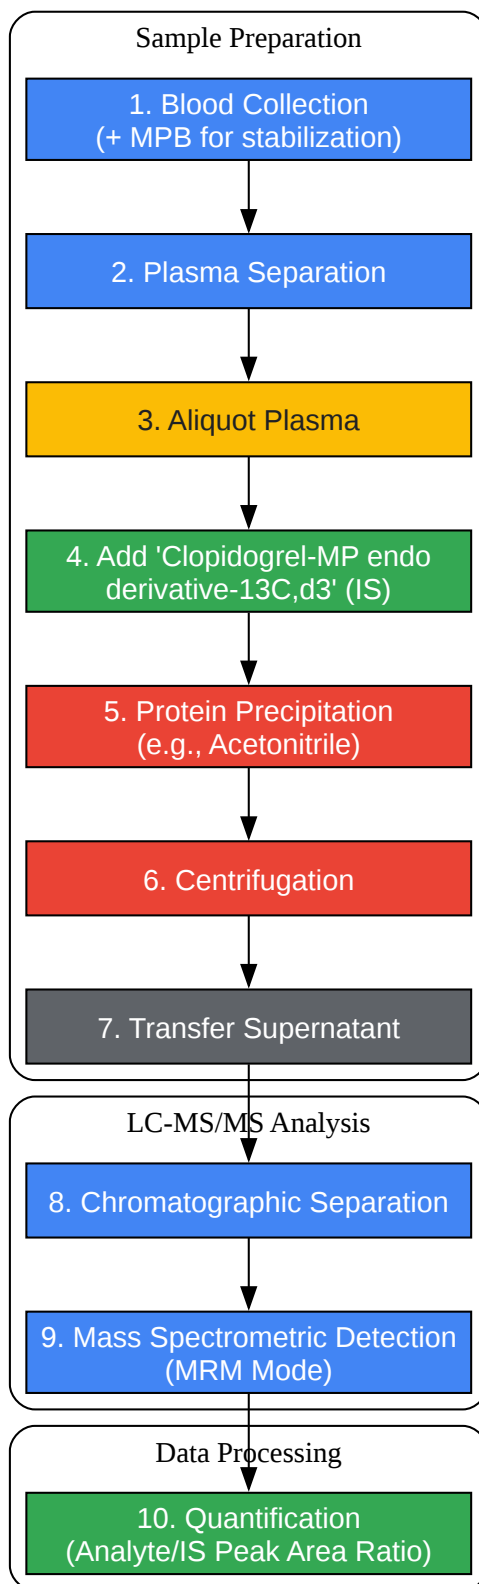 Sample Preparation
1. Blood Collection
(+ MPB for stabilization)
2. Plasma Separation
3. Aliquot Plasma
4. Add 'Clopidogrel-MP endo
derivative-13C,d3' (IS)
5. Protein Precipitation
(e.g., Acetonitrile)
6. Centrifugation
7. Transfer Supernatant
LC-MS/MS Analysis
8. Chromatographic Separation
9. Mass Spectrometric Detection
(MRM Mode)
Data Processing
10. Quantification
(Analyte/IS Peak Area Ratio)